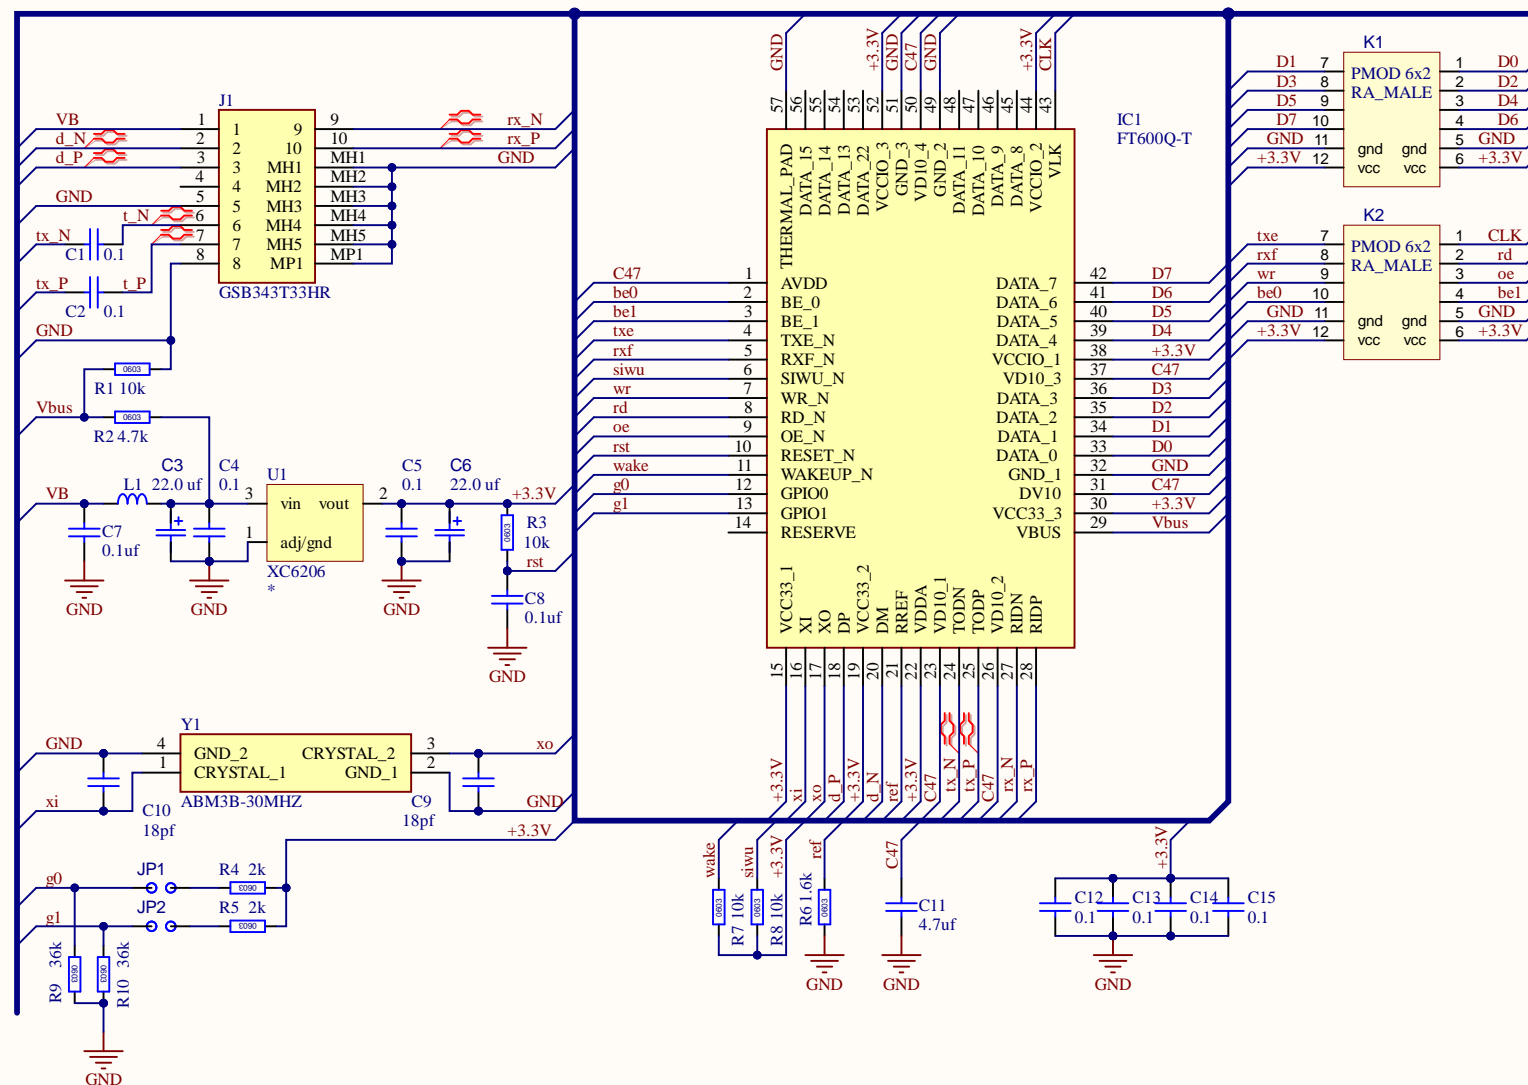 J1
VB 1 1 9 9 rx_N
d_N 2 2 10 10 rx_P
d_P 3 3 MH1 MH1 GND
4 4 MH2 MH2
GND 5 5 MH3 MH3
t_N 6 6 MH4 MH4
tx_N C1 0.1 7 7 MH5 MH5
8 8 MP1 MP1
GSB343T33HR
tx_P C2 0.1 t_P
GND
0603
R1 10k
Vbus 0603
R2 4.7k
VB L1
C3
22.0 uf
C4
0.1
U1
3 vin vout 2
1 adj/gnd
XC6206
*
C5
0.1
C6
22.0 uf
+3.3V
R3
10k
0603
rst
C7
0.1uf
C8
0.1uf
GND
GND
GND
GND
Y1
GND 4 GND_2 CRYSTAL_2 3 xo
1 CRYSTAL_1 GND_1 2
xi ABM3B-30MHZ GND
C10
18pf
C9
18pf
+3.3V
g0 JP1 R4 2k 0603
g1 JP2 R5 2k 0603
R9 36k 0603
R10 36k 0603
GND
IC1
FT600Q-T
GND +3.3V GND C47 GND +3.3V CLK
57 56 55 54 53 52 51 50 49 48 47 46 45 44 43
THERMAL_PAD DATA_15 DATA_14 DATA_13 DATA_22 VCCIO_3 GND_3 VD10_4 GND_2 DATA_11 DATA_10 DATA_9 DATA_8 VCCIO_2 VLK
C47 1 AVDD DATA_7 42 D7
be0 2 BE_0 DATA_6 41 D6
be1 3 BE_1 DATA_5 40 D5
txe 4 TXE_N DATA_4 39 D4
rxf 5 RXF_N VCCIO_1 38 +3.3V
siwu 6 SIWU_N VD10_3 37 C47
wr 7 WR_N DATA_3 36 D3
rd 8 RD_N DATA_2 35 D2
oe 9 OE_N DATA_1 34 D1
rst 10 RESET_N DATA_0 33 D0
wake 11 WAKEUP_N GND_1 32 GND
g0 12 GPIO0 DV10 31 C47
g1 13 GPIO1 VCC33_3 30 +3.3V
14 RESERVE VBUS 29 Vbus
VCC33_1 XI XO DP VCC33_2 DM RREF VDDA VD10_1 TODN TODP VD10_2 RIDN RIDP
15 16 17 18 19 20 21 22 23 24 25 26 27 28
+3.3V xi xo d_P +3.3V d_N ref +3.3V C47 tx_N tx_P C47 rx_N rx_P
wake siwu +3.3V ref C47 +3.3V
0603 R7 10k 0603 R8 10k R6 1.6k 0603
C11
4.7uf
C12
0.1
C13
0.1
C14
0.1
C15
0.1
GND
GND
GND
K1
D1 7 PMOD 6x2 1 D0
D3 8 RA_MALE 2 D2
D5 9 3 D4
D7 10 4 D6
GND 11 gnd gnd 5 GND
+3.3V 12 vcc vcc 6 +3.3V
K2
txe 7 PMOD 6x2 1 CLK
rxf 8 RA_MALE 2 rd
wr 9 3 oe
be0 10 4 be1
GND 11 gnd gnd 5 GND
+3.3V 12 vcc vcc 6 +3.3V